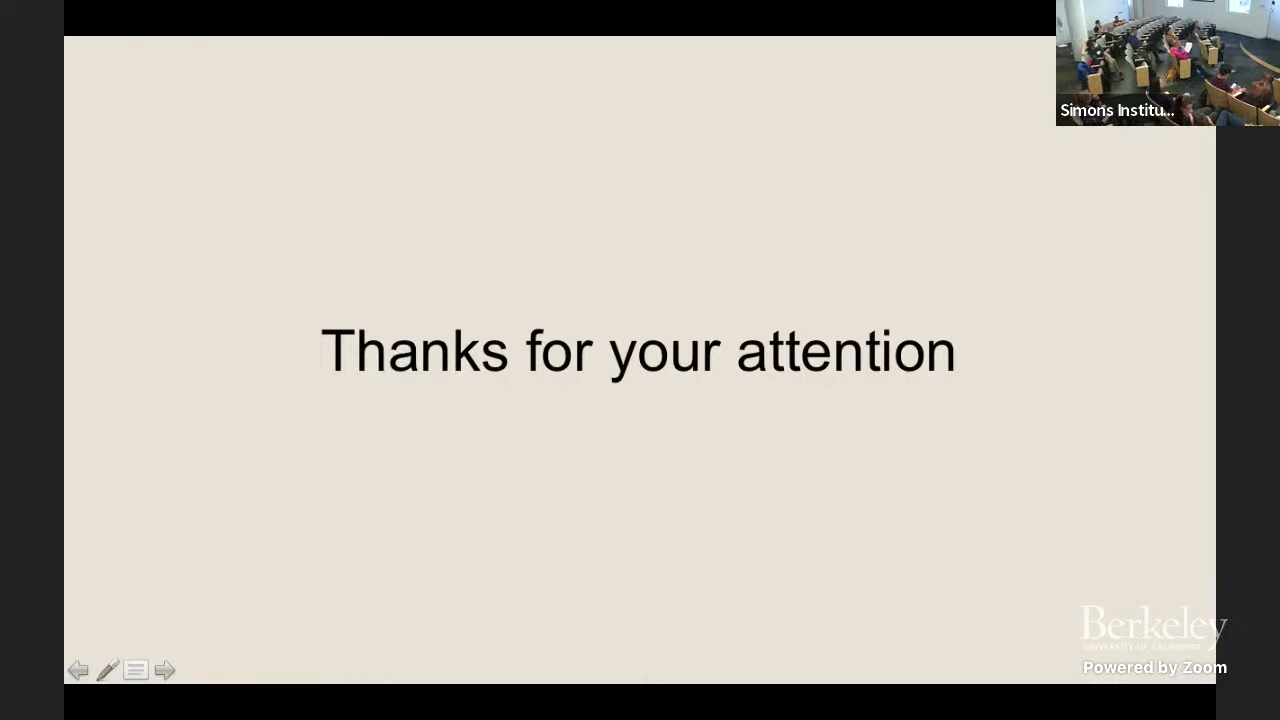 Simons Institu...
Thanks for your attention
Berkeley
UNIVERSITY OF CALIFORNIA
Powered by Zoom